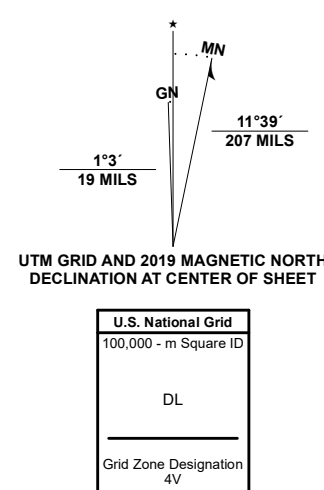 ★
MN
GN
11°39´
207 MILS
1°3´
19 MILS
UTM GRID AND 2019 MAGNETIC NORTH
DECLINATION AT CENTER OF SHEET
U.S. National Grid
100,000 - m Square ID
DL
Grid Zone Designation
4V